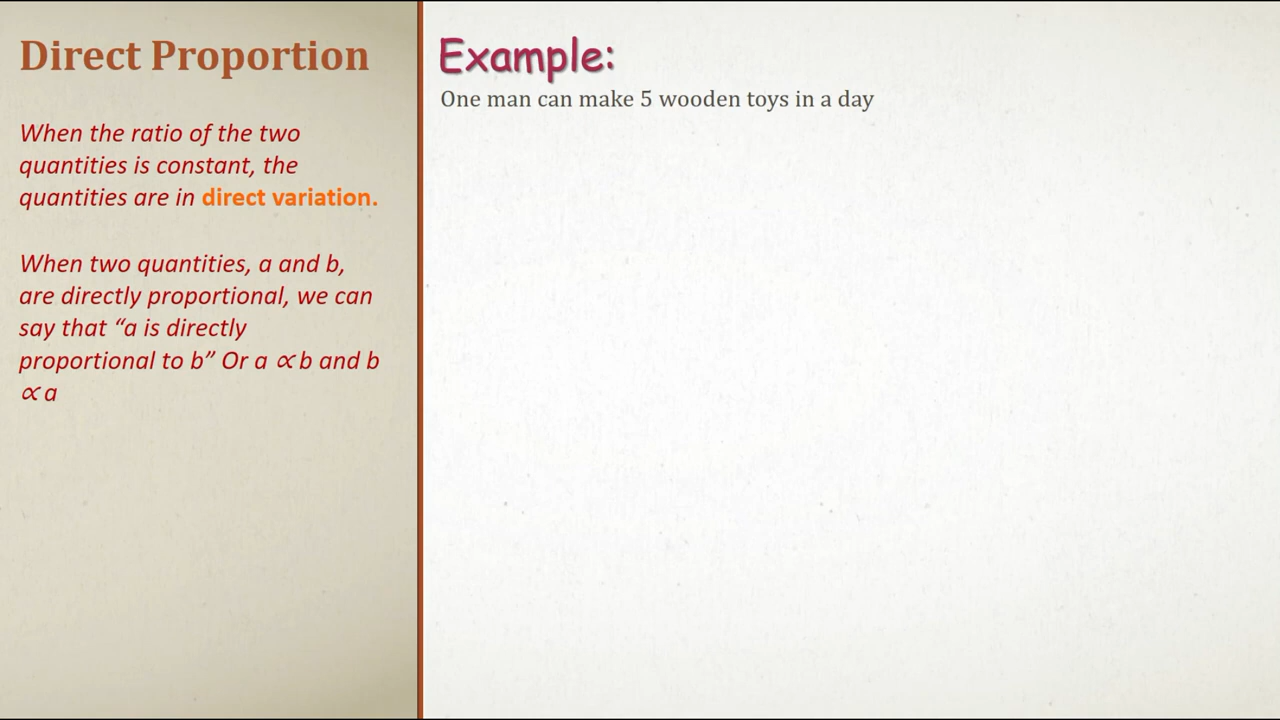 Direct Proportion
When the ratio of the two
quantities is constant, the
quantities are in direct variation.
When two quantities, a and b,
are directly proportional, we can
say that “a is directly
proportional to b” Or a ∝ b and b
∝ a
Example:
One man can make 5 wooden toys in a day